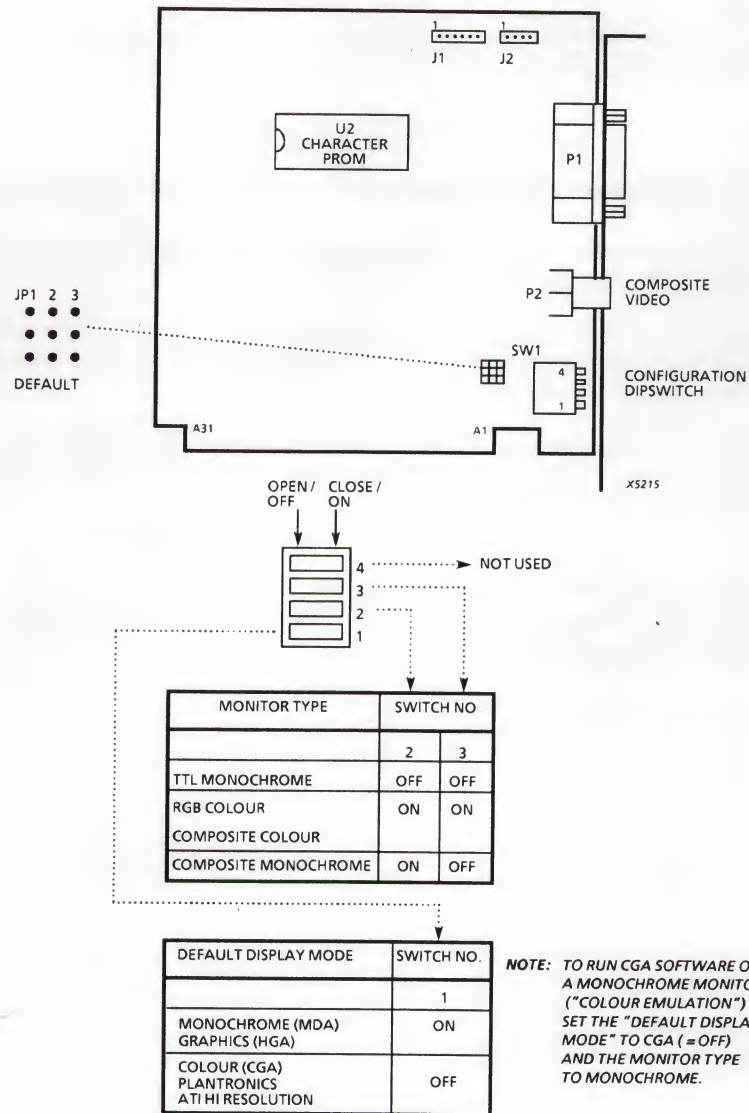 1 1
J1 J2
U2
CHARACTER
PROM
P1
JP1 2 3
DEFAULT
P2
COMPOSITE
VIDEO
SW1
4
1
CONFIGURATION
DIPSWITCH
A31 A1
X5215
OPEN / CLOSE /
OFF ON
4 NOT USED
3
2
1
MONITOR TYPE SWITCH NO
2 3
TTL MONOCHROME OFF OFF
RGB COLOUR ON ON
COMPOSITE COLOUR
COMPOSITE MONOCHROME ON OFF
DEFAULT DISPLAY MODE SWITCH NO.
1
MONOCHROME (MDA) ON
GRAPHICS (HGA)
COLOUR (CGA)
PLANTRONICS OFF
ATI HI RESOLUTION
NOTE: TO RUN CGA SOFTWARE
A MONOCHROME
("COLOUR EMULATION")
SET THE "DEFAULT
MODE" TO CGA ( = OFF)
AND THE MONITOR TYPE
TO MONOCHROME.